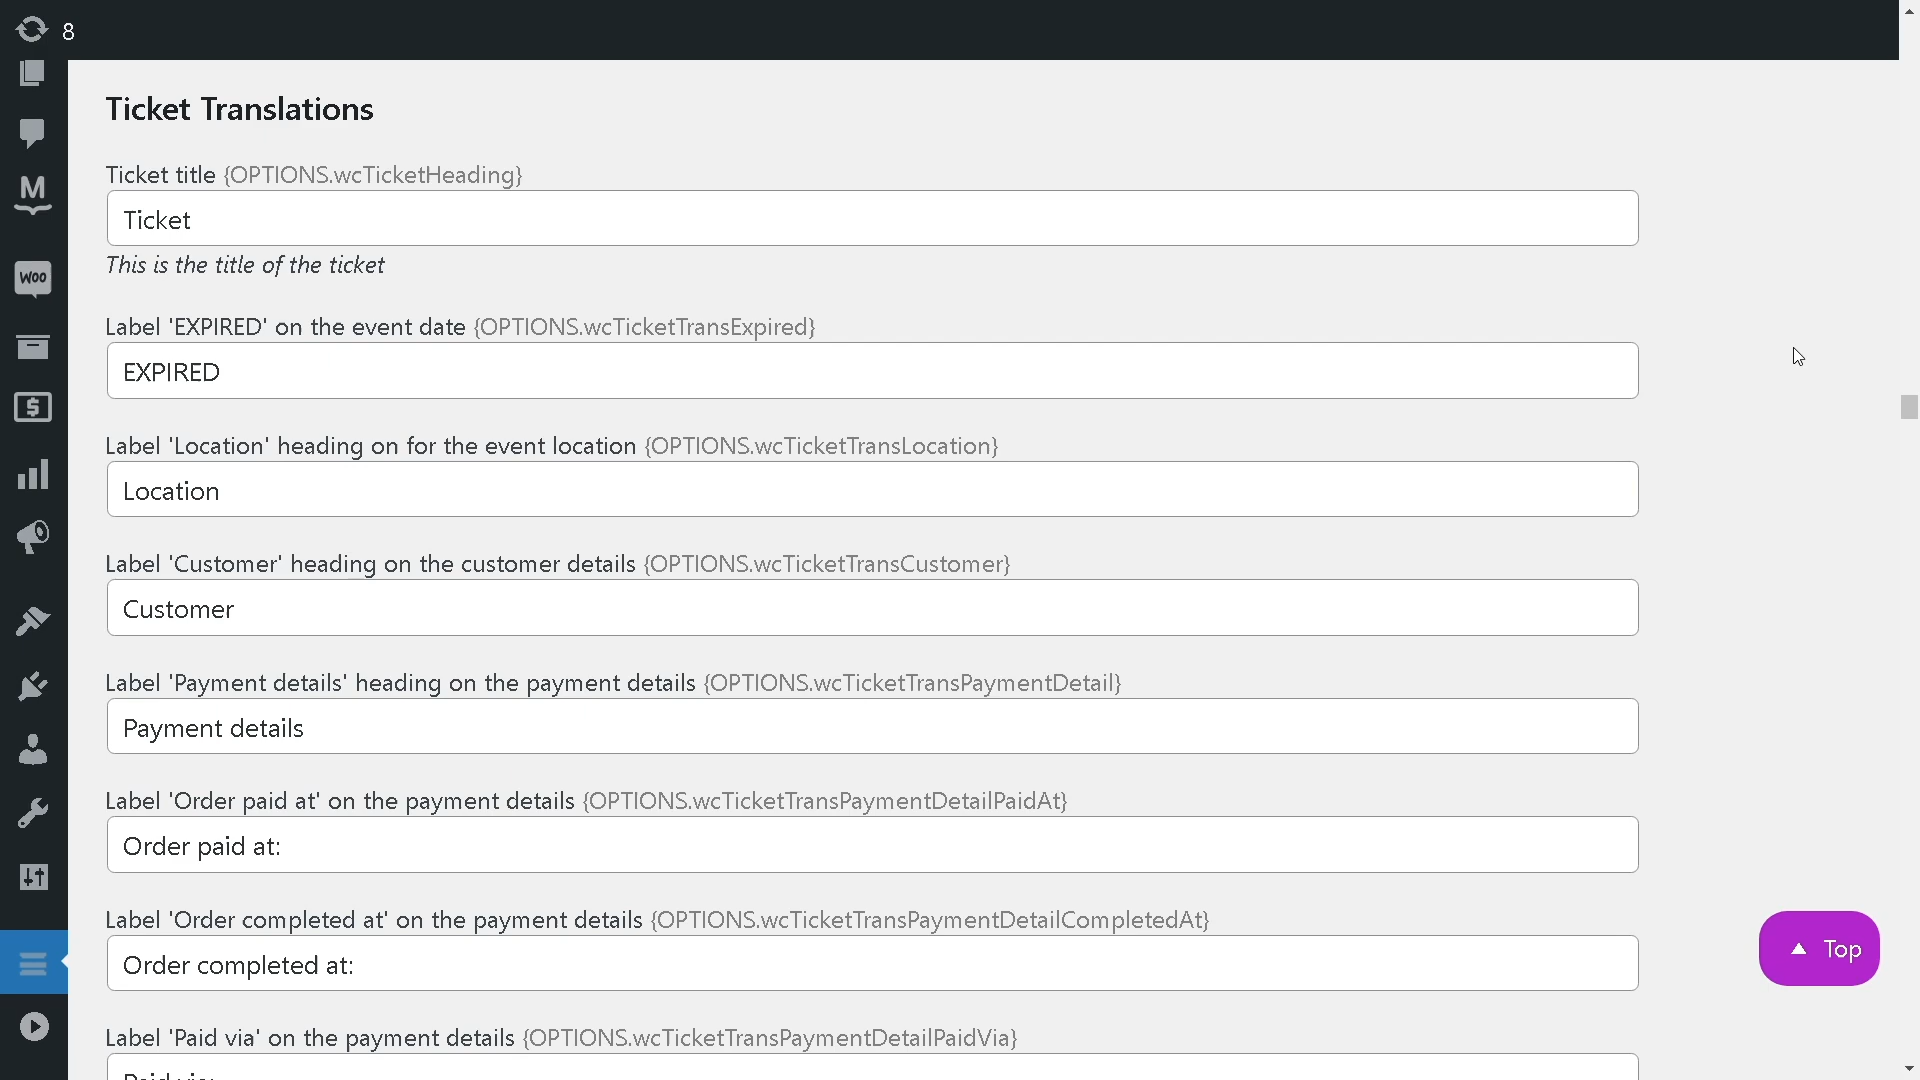 8
M
Woo
Ticket Translations
Ticket title {OPTIONS.wcTicketHeading}
Ticket
This is the title of the ticket
Label 'EXPIRED' on the event date {OPTIONS.wcTicketTransExpired}
EXPIRED
Label 'Location' heading on for the event location {OPTIONS.wcTicketTransLocation}
Location
Label 'Customer' heading on the customer details {OPTIONS.wcTicketTransCustomer}
Customer
Label 'Payment details' heading on the payment details {OPTIONS.wcTicketTransPaymentDetail}
Payment details
Label 'Order paid at' on the payment details {OPTIONS.wcTicketTransPaymentDetailPaidAt}
Order paid at:
Label 'Order completed at' on the payment details {OPTIONS.wcTicketTransPaymentDetailCompletedAt}
Order completed at:
Top
Label 'Paid via' on the payment details {OPTIONS.wcTicketTransPaymentDetailPaidVia}
Paid via: